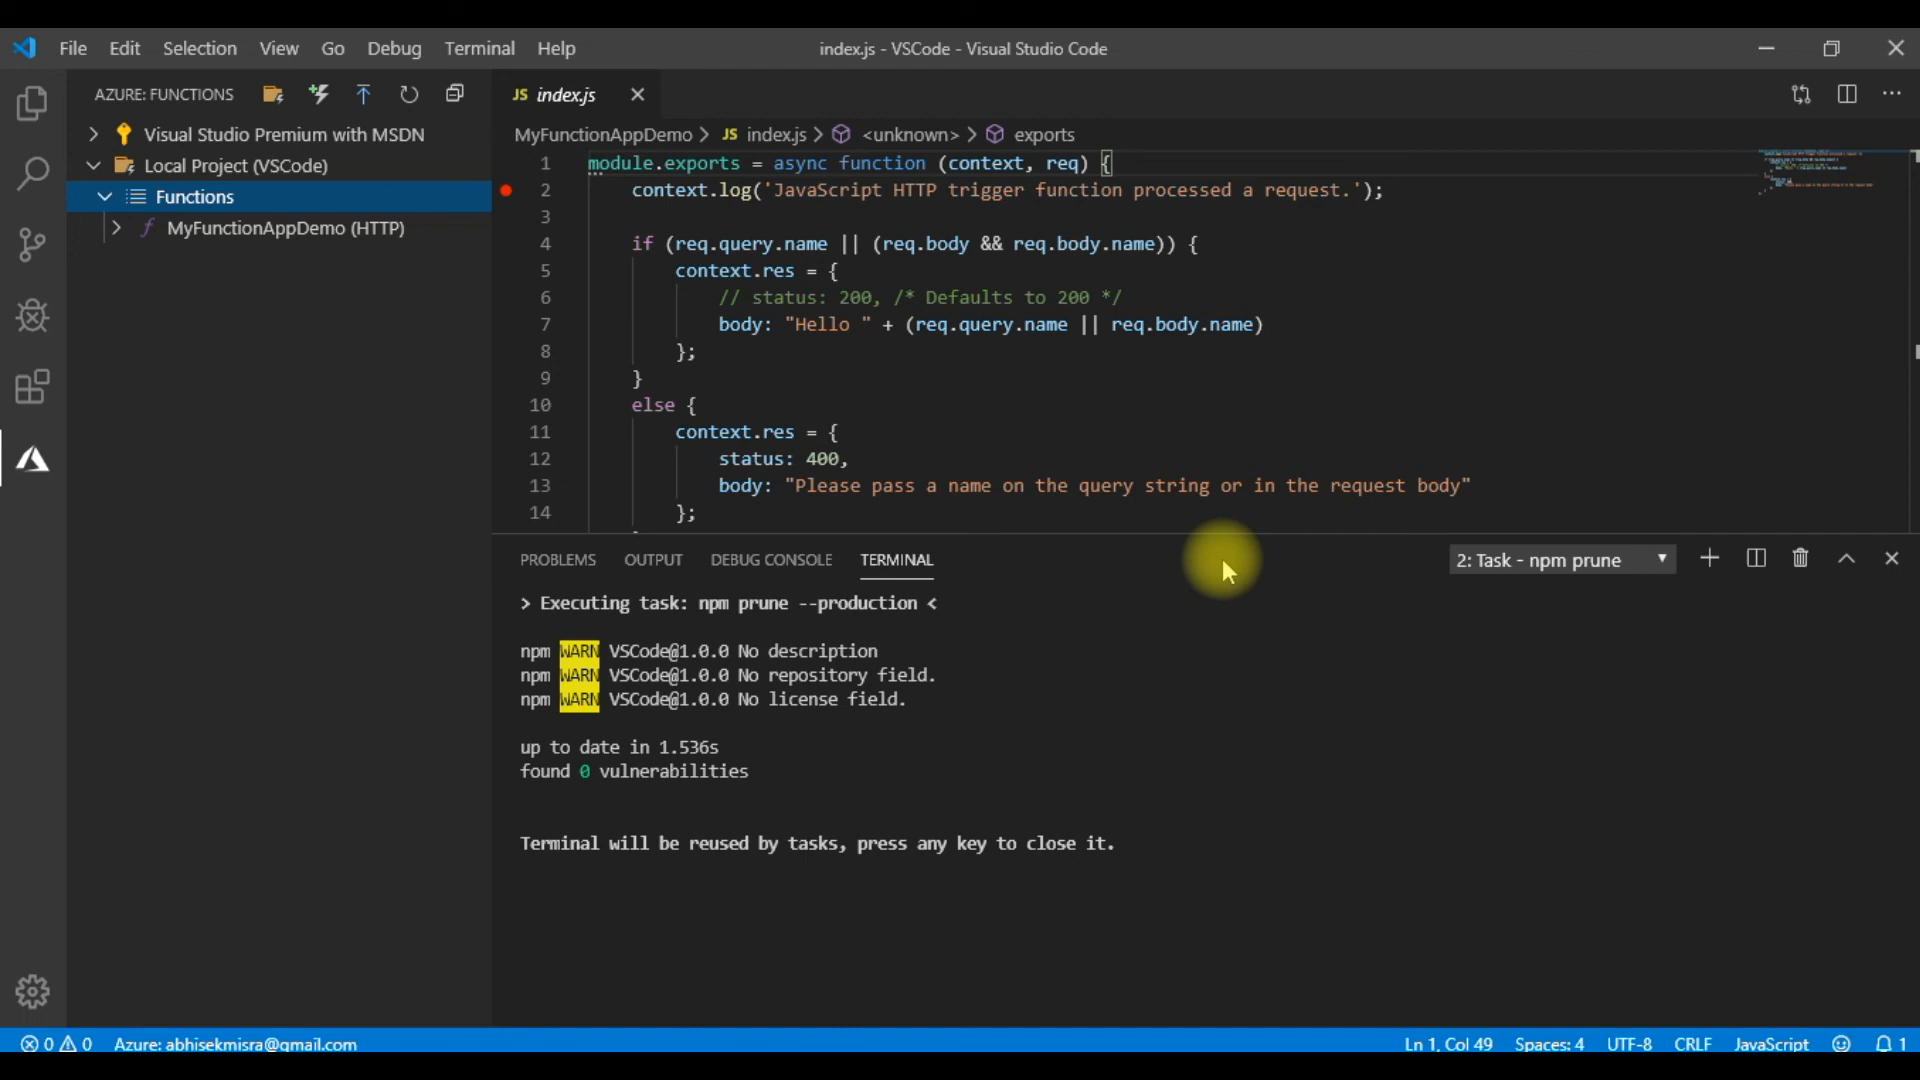 File Edit Selection View Go Debug Terminal Help
index.js - VSCode - Visual Studio Code
AZURE: FUNCTIONS
Visual Studio Premium with MSDN
Local Project (VSCode)
Functions
MyFunctionAppDemo (HTTP)
JS index.js
MyFunctionAppDemo > JS index.js > <unknown> > exports
1 module.exports = async function (context, req) {
2 context.log('JavaScript HTTP trigger function processed a request.');
3
4 if (req.query.name || (req.body && req.body.name)) {
5 context.res = {
6 // status: 200, /* Defaults to 200 */
7 body: "Hello " + (req.query.name || req.body.name)
8 };
9 }
10 else {
11 context.res = {
12 status: 400,
13 body: "Please pass a name on the query string or in the request body"
14 };
PROBLEMS OUTPUT DEBUG CONSOLE TERMINAL
2: Task - npm prune
> Executing task: npm prune --production <
npm WARN VSCode@1.0.0 No description
npm WARN VSCode@1.0.0 No repository field.
npm WARN VSCode@1.0.0 No license field.
up to date in 1.536s
found 0 vulnerabilities
Terminal will be reused by tasks, press any key to close it.
0 0 Azure: abhisekmisra@gmail.com
Ln 1, Col 49 Spaces: 4 UTF-8 CRLF JavaScript 1